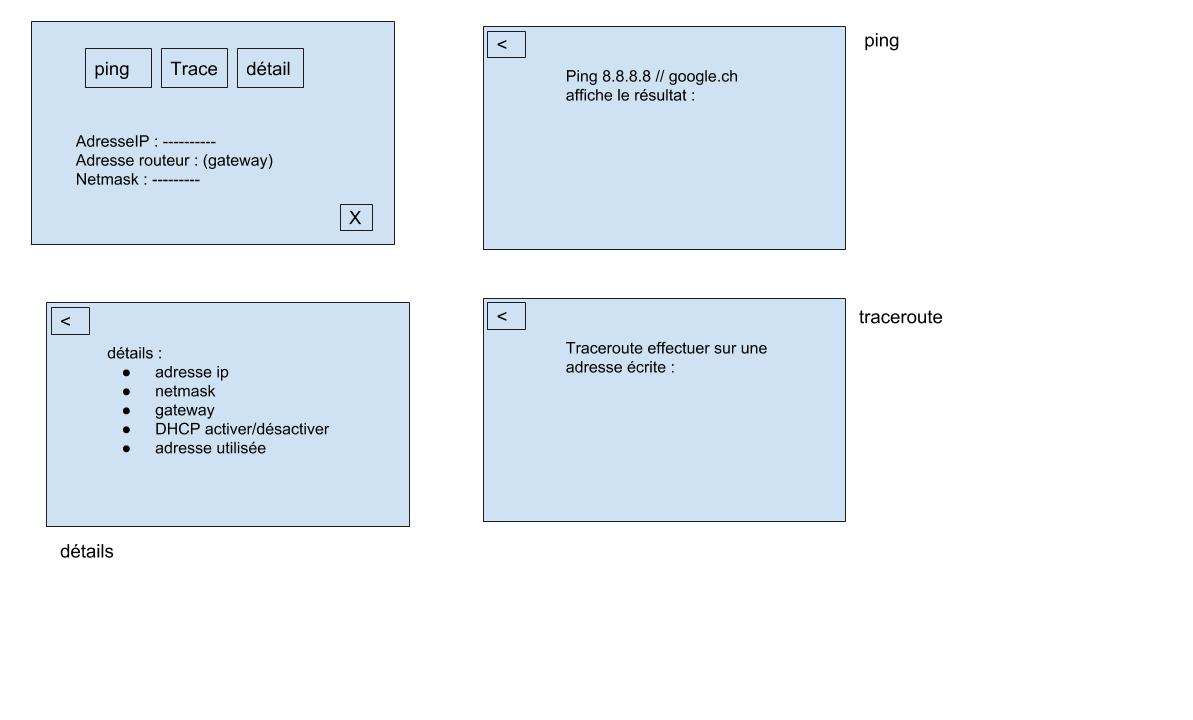 ping
Trace
détail
AdresseIP : ----------
Adresse routeur : (gateway)
Netmask : ---------
X
<
Ping 8.8.8.8 // google.ch
affiche le résultat :
ping
<
détails :
● adresse ip
● netmask
● gateway
● DHCP activer/désactiver
● adresse utilisée
détails
<
Traceroute effectuer sur une
adresse écrite :
traceroute